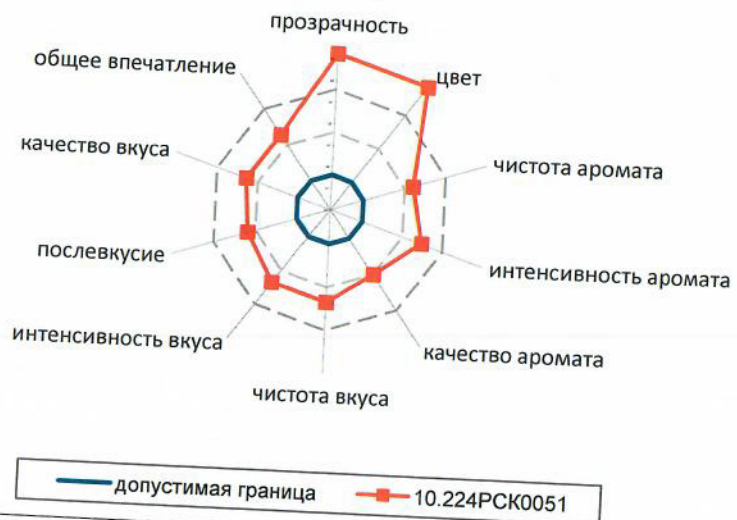 прозрачность
общее впечатление
цвет
качество вкуса
чистота аромата
послевкусие
интенсивность аромата
интенсивность вкуса
качество аромата
чистота вкуса
допустимая граница
10.224РСК0051